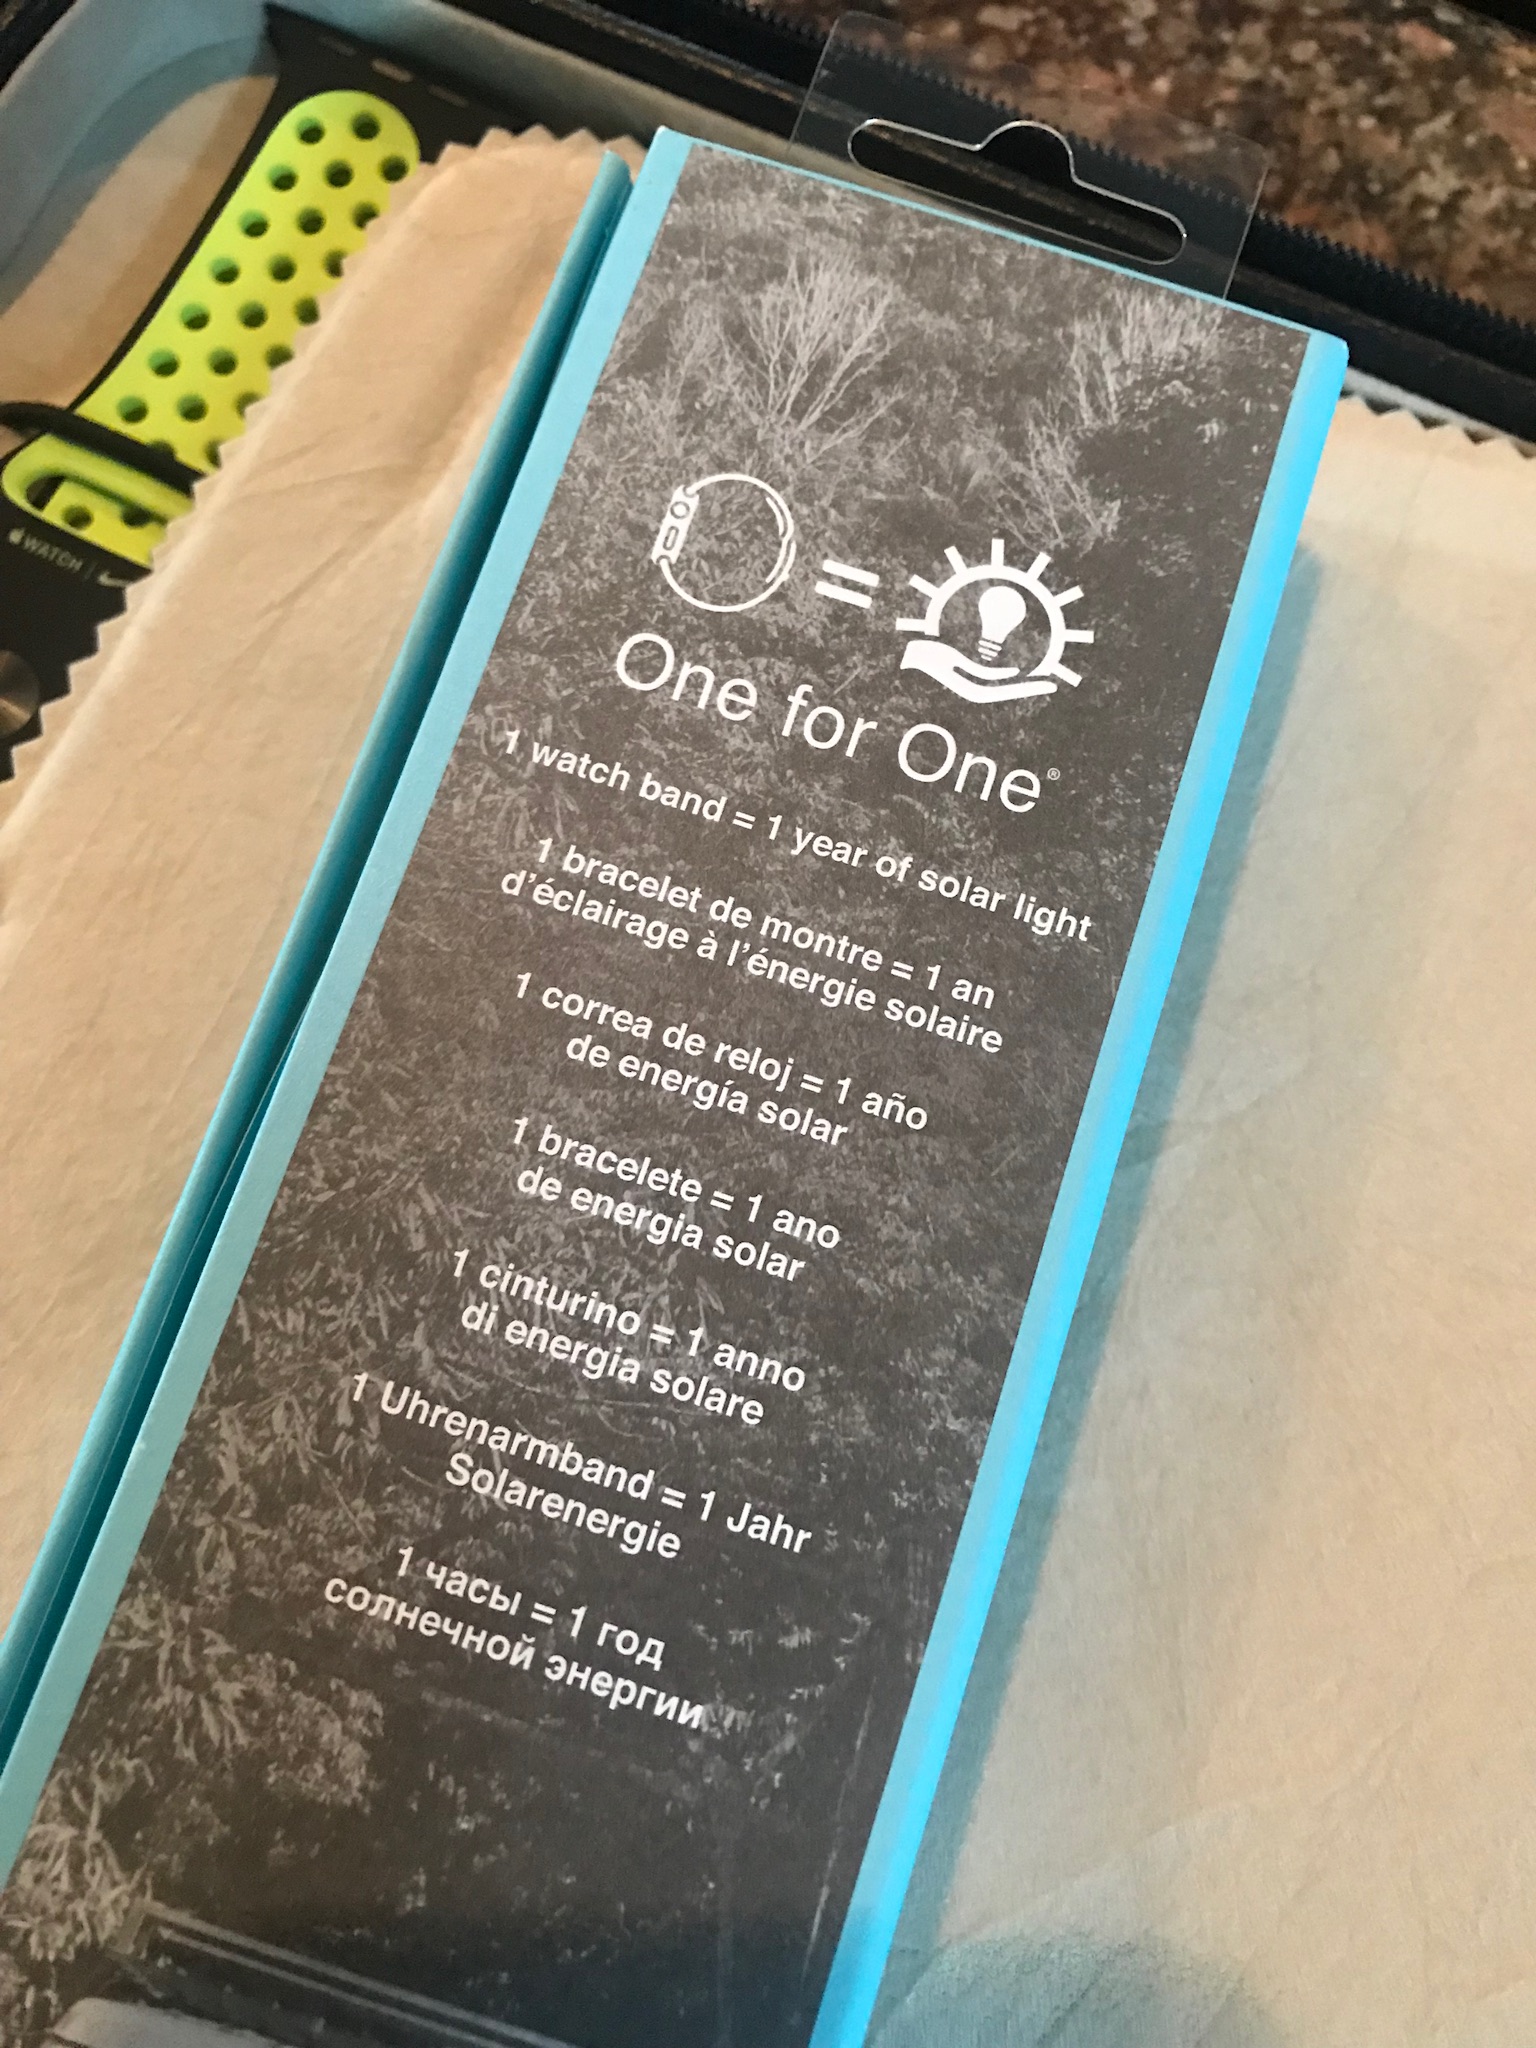 WATCH
=
One for One®
1 watch band = 1 year of solar light
1 bracelet de montre = 1 an
d'éclairage à l'énergie solaire
1 correa de reloj = 1 año
de energía solar
1 bracelete = 1 ano
de energia solar
1 cinturino = 1 anno
di energia solare
1 Uhrenarmband = 1 Jahr
Solarenergie
1 часы = 1 год
солнечной энергии